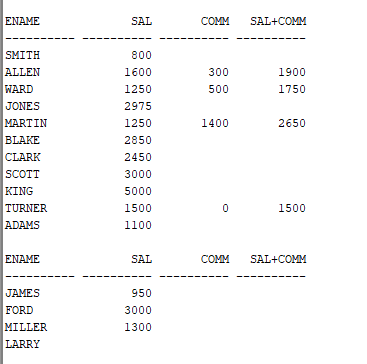 ENAME             SAL       COMM   SAL+COMM
---------- ---------- ---------- ----------
SMITH             800
ALLEN            1600        300       1900
WARD             1250        500       1750
JONES            2975
MARTIN           1250       1400       2650
BLAKE            2850
CLARK            2450
SCOTT            3000
KING             5000
TURNER           1500          0       1500
ADAMS            1100
ENAME             SAL       COMM   SAL+COMM
---------- ---------- ---------- ----------
JAMES             950
FORD             3000
MILLER           1300
LARRY